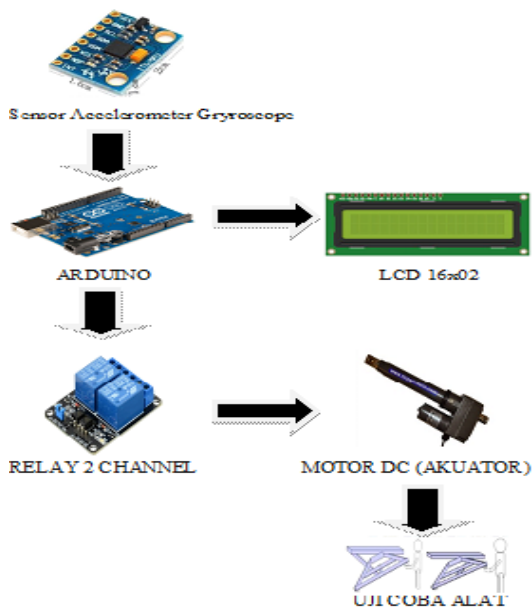 Sensor Accelerometer Gryroscope
ARDUINO
LCD 16x02
RELAY 2 CHANNEL
MOTOR DC (AKUATOR)
UJI COBA ALAT